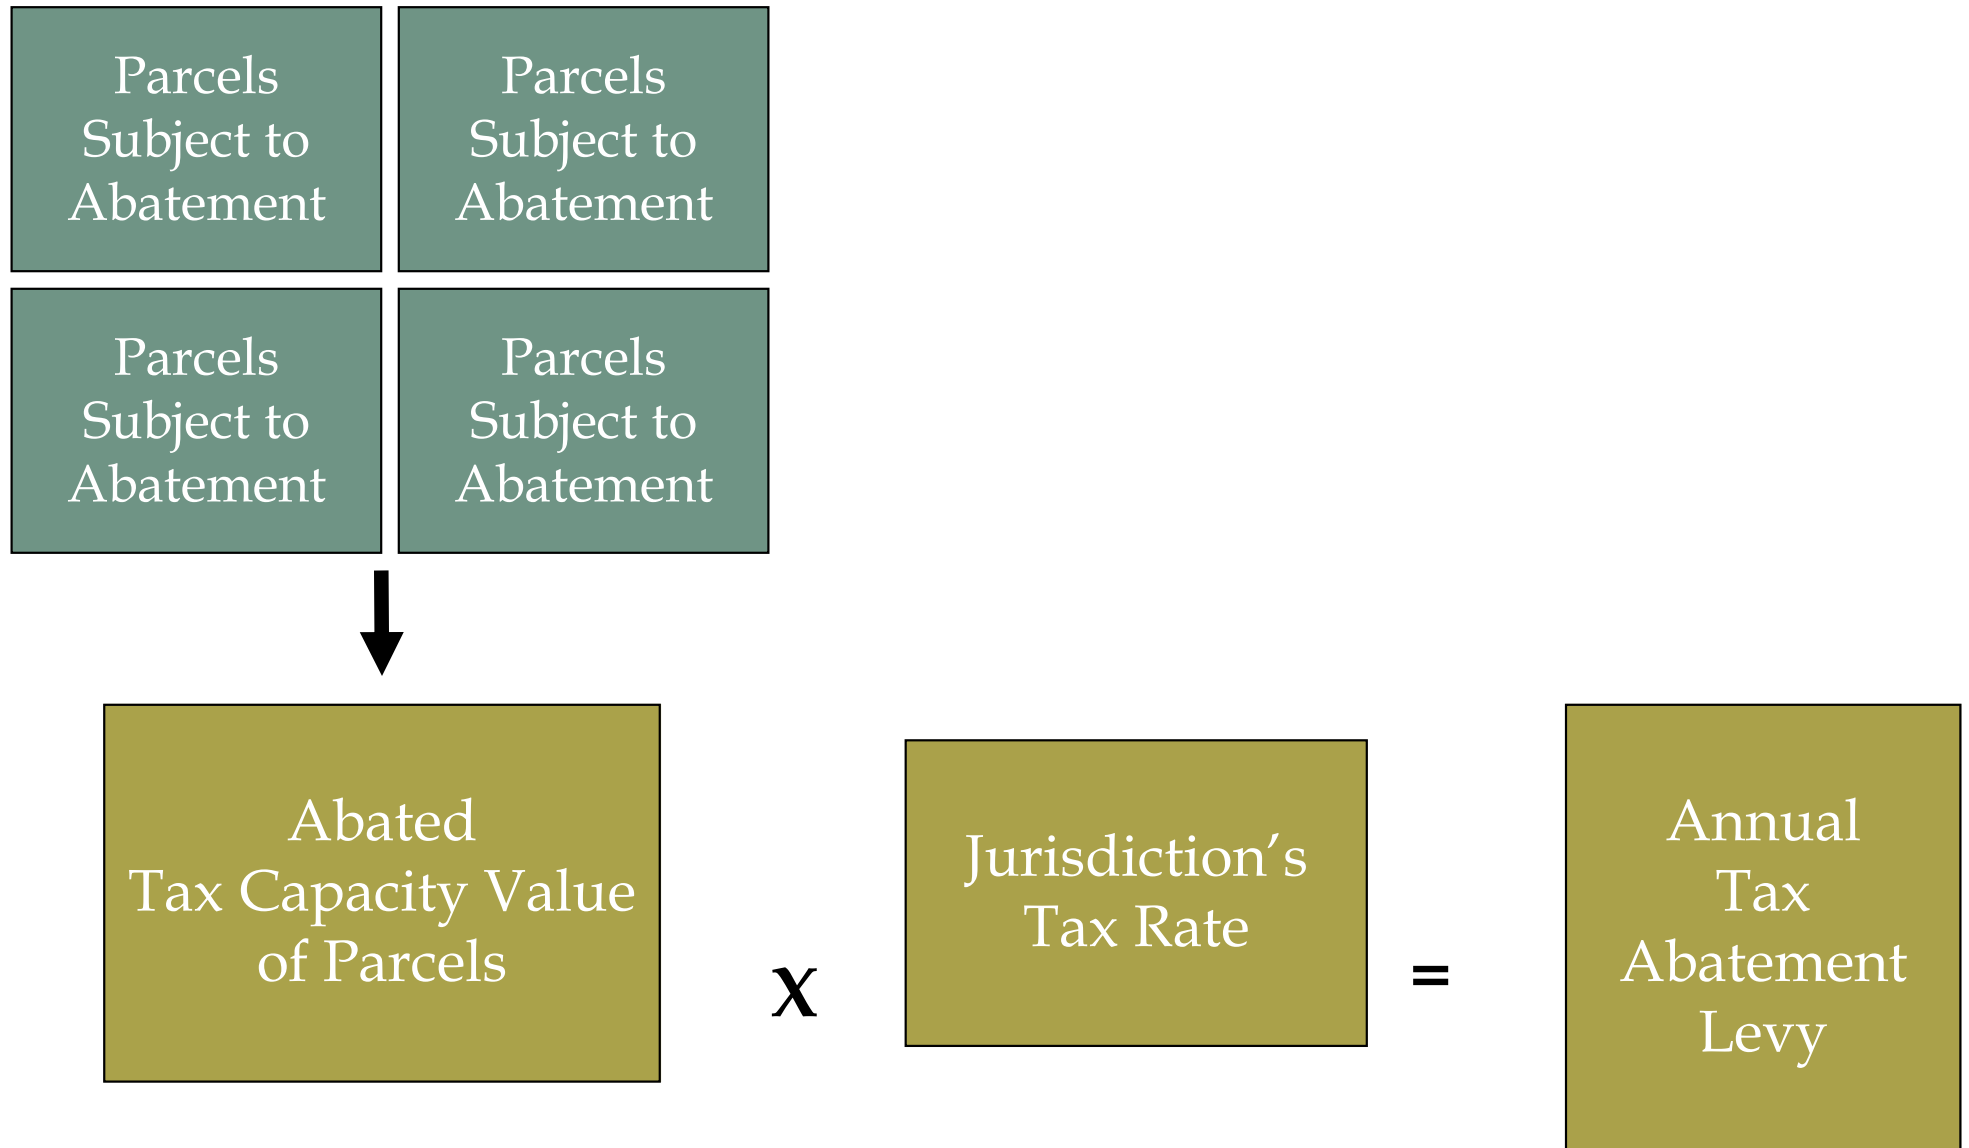 Parcels
Subject to
Abatement
Parcels
Subject to
Abatement
Parcels
Subject to
Abatement
Parcels
Subject to
Abatement
Abated
Tax Capacity Value
of Parcels
x
Jurisdiction’s
Tax Rate
=
Annual
Tax
Abatement
Levy